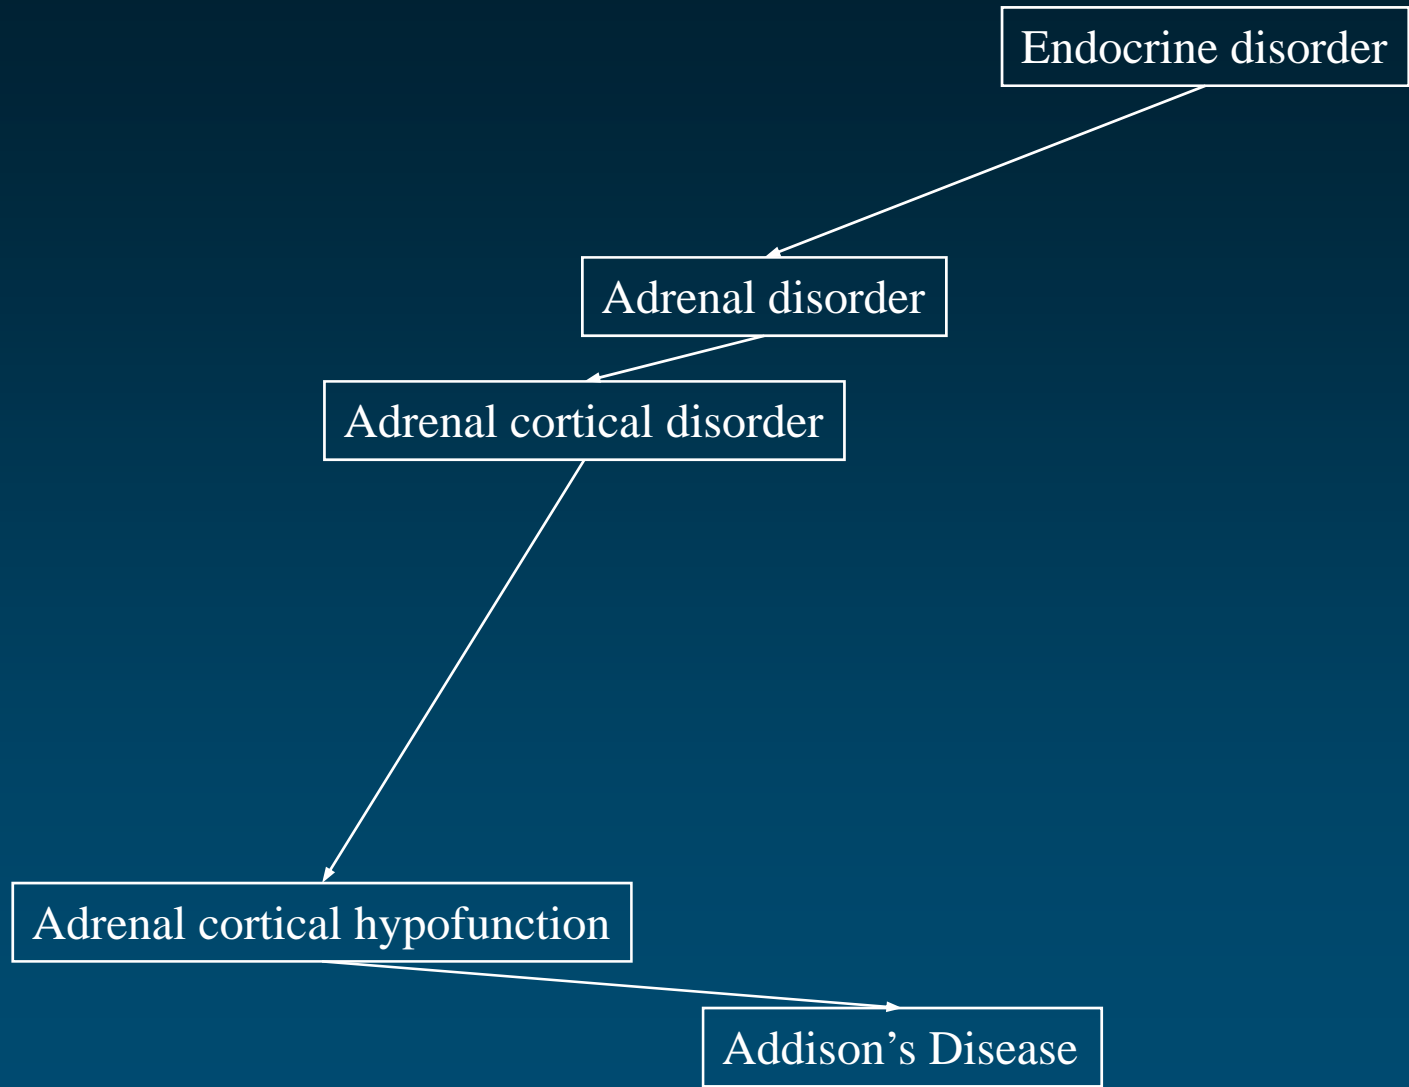 Endocrine disorder
Adrenal disorder
Adrenal cortical disorder
Adrenal cortical hypofunction
Addison’s Disease